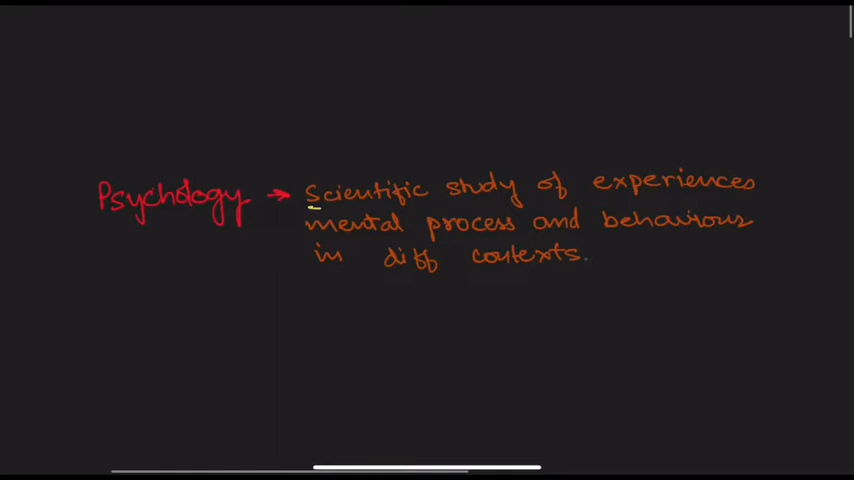 Psychology → Scientific study of experiences
mental process and behaviours
in diff contexts.